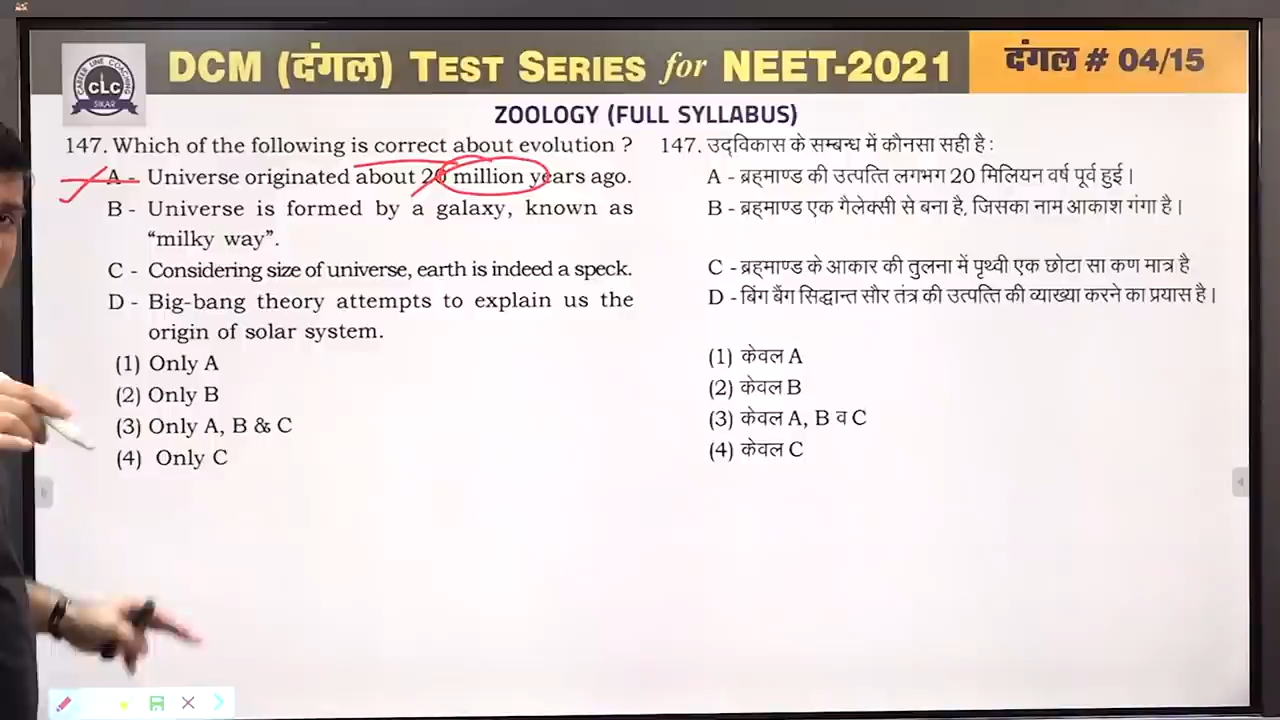 DCM (दंगल) TEST SERIES for NEET-2021
दंगल # 04/15
CAREER LINE COACHING
CLC
SIKAR
ZOOLOGY (FULL SYLLABUS)
147. Which of the following is correct about evolution ?
A - Universe originated about 20 million years ago.
B - Universe is formed by a galaxy, known as
“milky way”.
C - Considering size of universe, earth is indeed a speck.
D - Big-bang theory attempts to explain us the
origin of solar system.
(1) Only A
(2) Only B
(3) Only A, B & C
(4) Only C
147. उद्विकास के सम्बन्ध में कौनसा सही है :
A - ब्रह्माण्ड की उत्पत्ति लगभग 20 मिलियन वर्ष पूर्व हुई।
B - ब्रह्माण्ड एक गैलेक्सी से बना है, जिसका नाम आकाश गंगा है।
C - ब्रह्माण्ड के आकार की तुलना में पृथ्वी एक छोटा सा कण मात्र है
D - बिंग बैंग सिद्धान्त सौर तंत्र की उत्पत्ति की व्याख्या करने का प्रयास है।
(1) केवल A
(2) केवल B
(3) केवल A, B व C
(4) केवल C